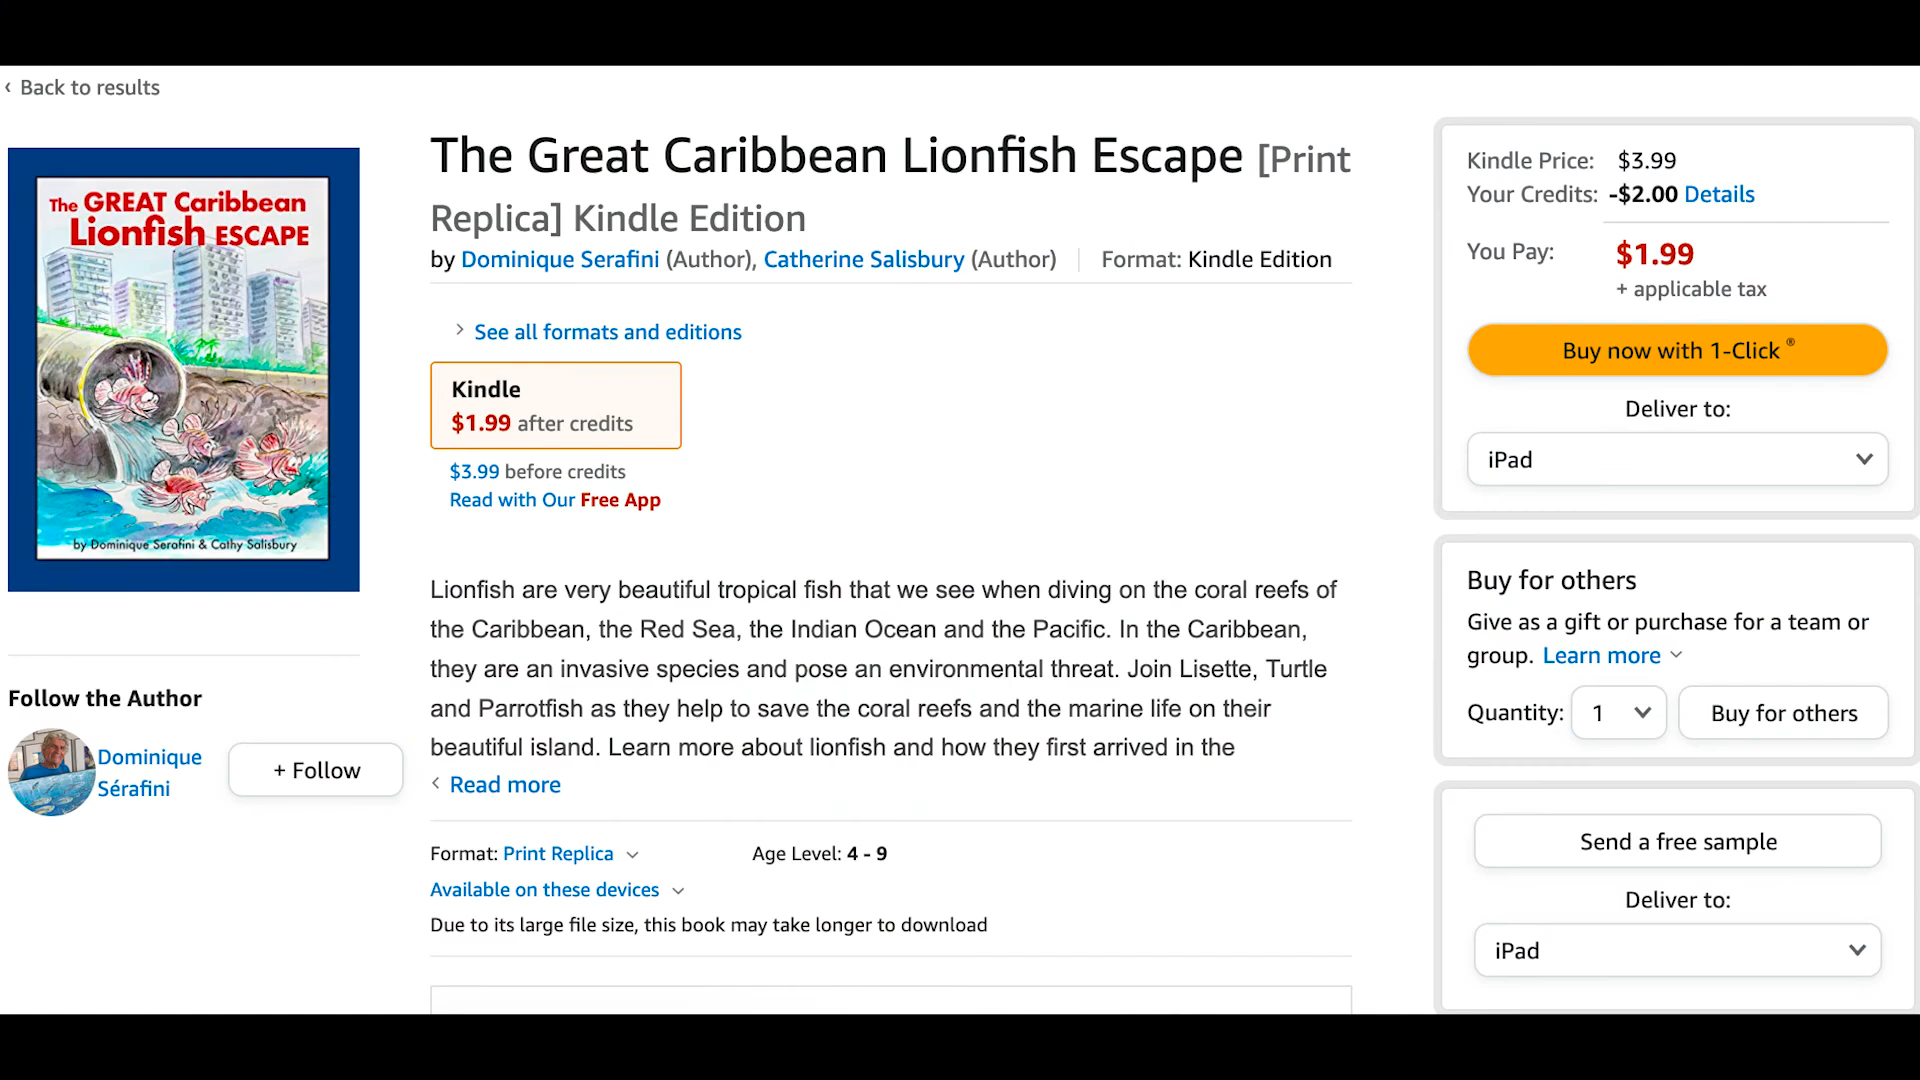 ‹ Back to results
The GREAT Caribbean
Lionfish ESCAPE
by Dominique Serafini & Cathy Salisbury
Follow the Author
Dominique
Sérafini
+ Follow
The Great Caribbean Lionfish Escape [Print
Replica] Kindle Edition
by Dominique Serafini (Author), Catherine Salisbury (Author) Format: Kindle Edition
See all formats and editions
Kindle
$1.99 after credits
$3.99 before credits
Read with Our Free App
Lionfish are very beautiful tropical fish that we see when diving on the coral reefs of
the Caribbean, the Red Sea, the Indian Ocean and the Pacific. In the Caribbean,
they are an invasive species and pose an environmental threat. Join Lisette, Turtle
and Parrotfish as they help to save the coral reefs and the marine life on their
beautiful island. Learn more about lionfish and how they first arrived in the
Read more
Format: Print Replica Age Level: 4 - 9
Available on these devices
Due to its large file size, this book may take longer to download
Kindle Price: $3.99
Your Credits: -$2.00 Details
You Pay: $1.99
+ applicable tax
Buy now with 1-Click ®
Deliver to:
iPad
Buy for others
Give as a gift or purchase for a team or
group. Learn more
Quantity: 1 Buy for others
Send a free sample
Deliver to:
iPad